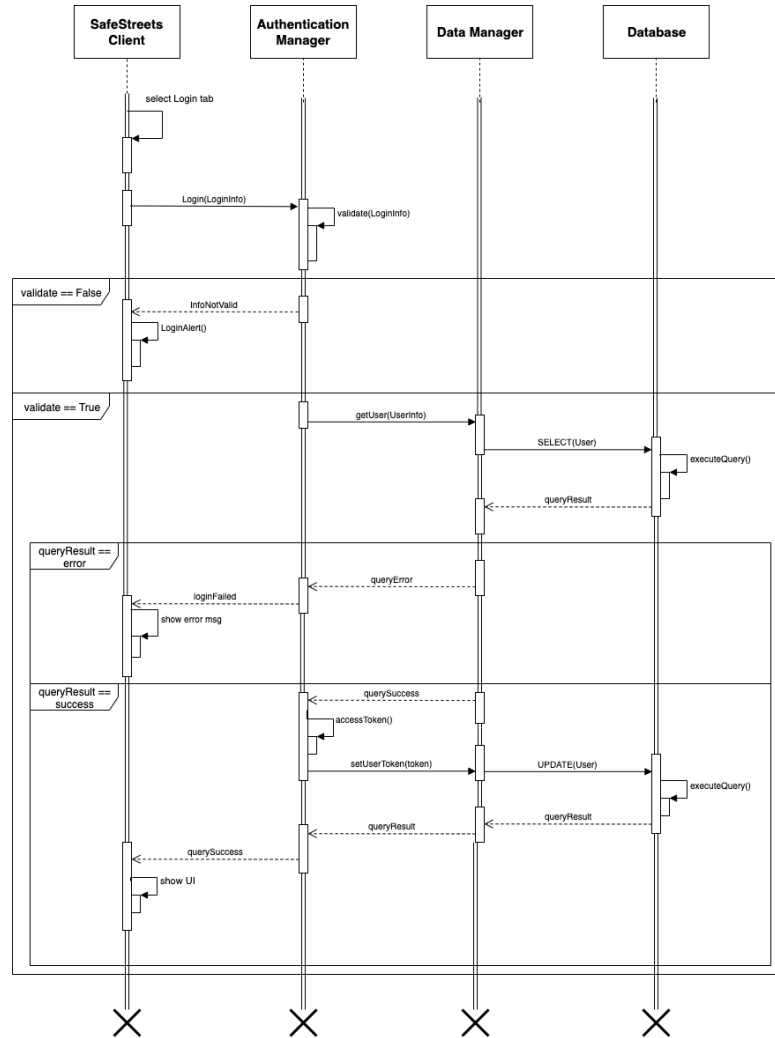 SafeStreets
Client
Authentication
Manager
Data Manager
Database
select Login tab
Login(LoginInfo)
validate(LoginInfo)
validate == False
InfoNotValid
LoginAlert()
validate == True
getUser(UserInfo)
SELECT(User)
executeQuery()
queryResult
queryResult ==
error
queryError
loginFailed
show error msg
queryResult ==
success
querySuccess
accessToken()
setUserToken(token)
UPDATE(User)
executeQuery()
queryResult
queryResult
querySuccess
show UI